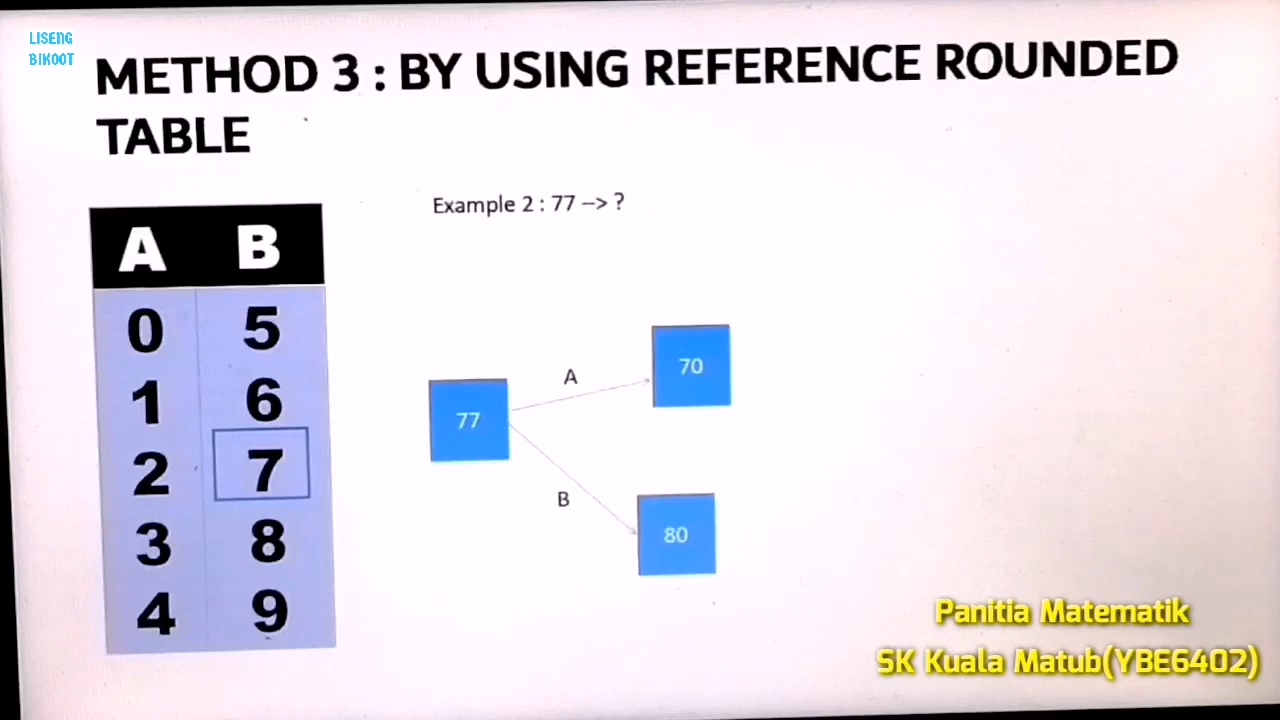 LISENG
BIKOOT
METHOD 3 : BY USING REFERENCE ROUNDED
TABLE
Example 2 : 77 –> ?
A B
0 5
1 6
2 7
3 8
4 9
77
A
70
B
80
Panitia Matematik
SK Kuala Matub(YBE6402)